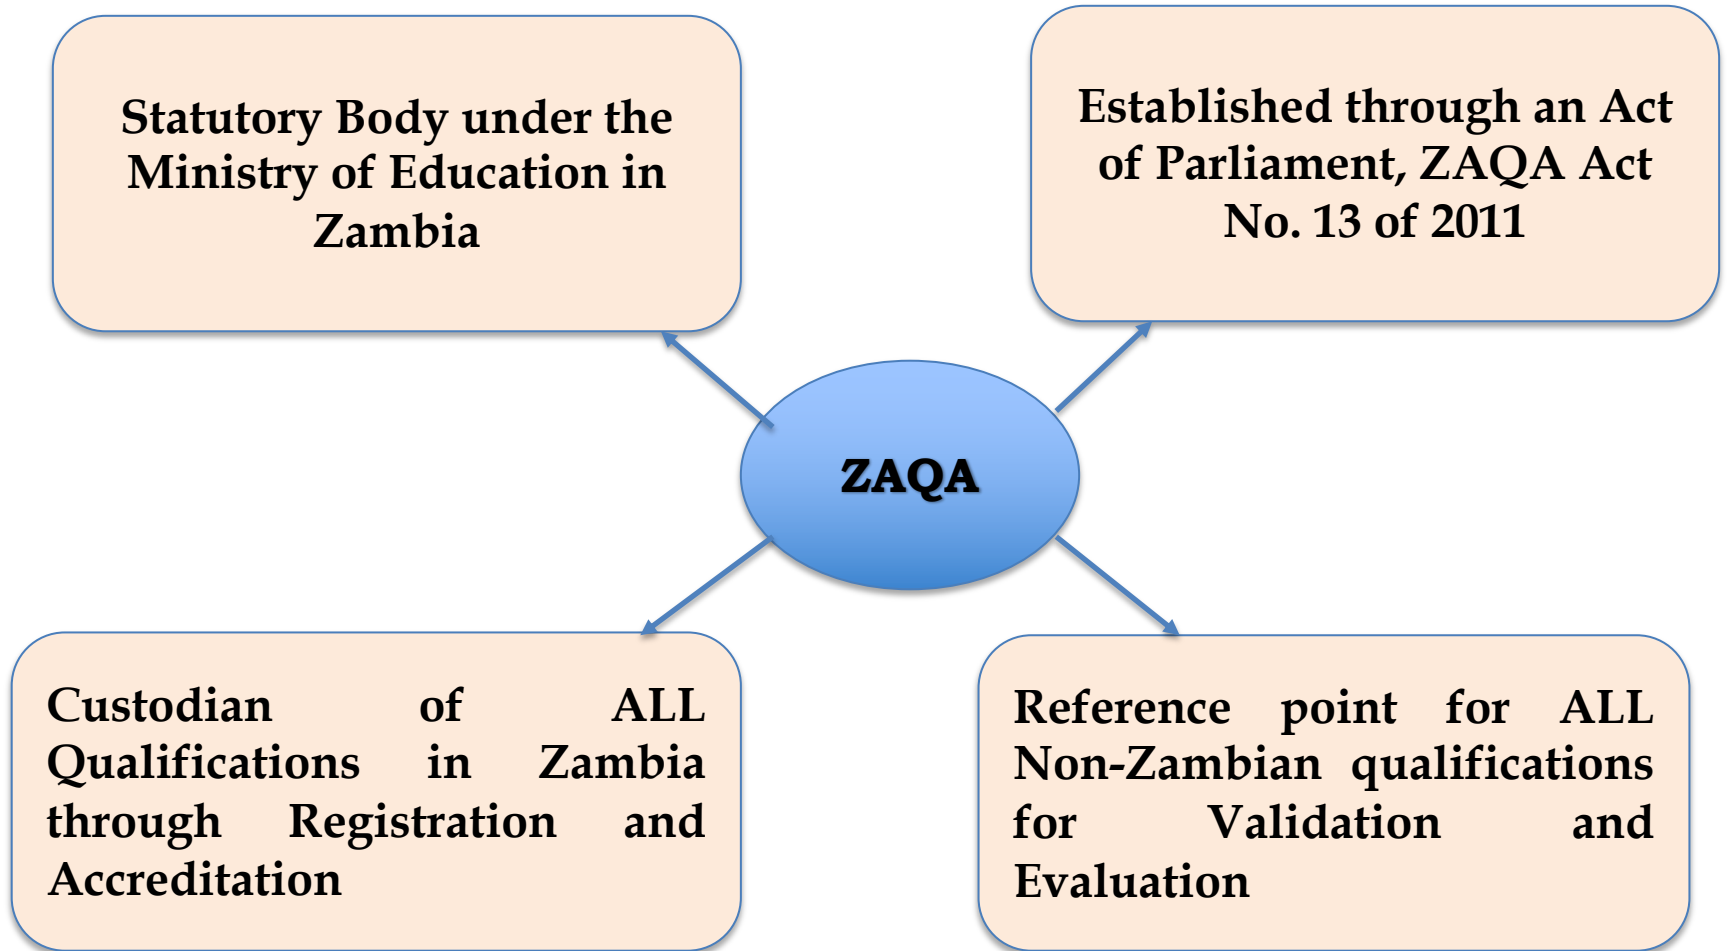 Statutory Body under the
Ministry of Education in
Zambia
Established through an Act
of Parliament, ZAQA Act
No. 13 of 2011
ZAQA
Custodian of ALL
Qualifications in Zambia
through Registration and
Accreditation
Reference point for ALL
Non-Zambian qualifications
for Validation and
Evaluation